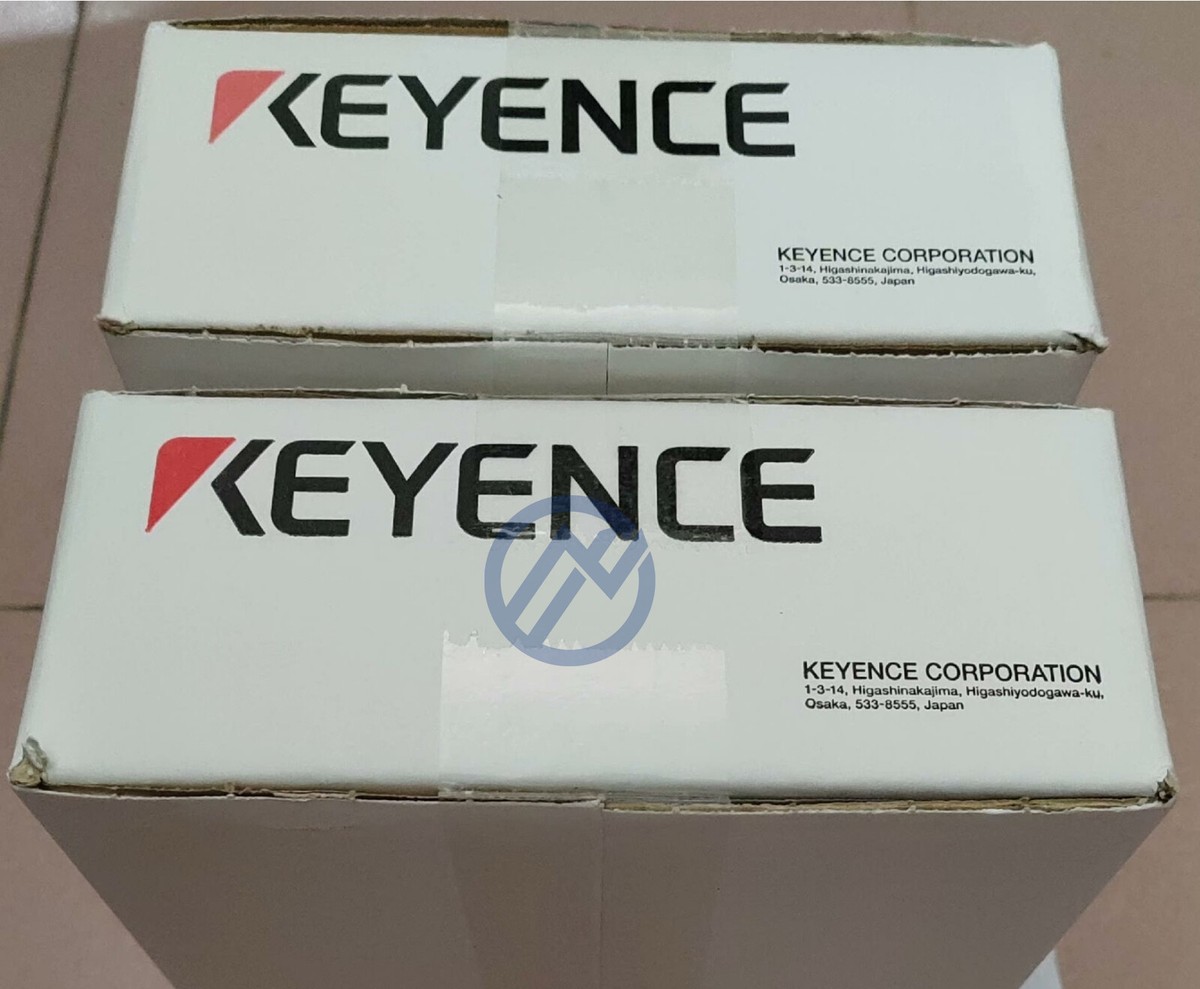 KEYENCE
KEYENCE CORPORATION
1-3-14, Higashinakajima, Higashiyodogawa-ku,
Osaka, 533-8555, Japan
KEYENCE
KEYENCE CORPORATION
1-3-14, Higashinakajima, Higashiyodogawa-ku,
Osaka, 533-8555, Japan